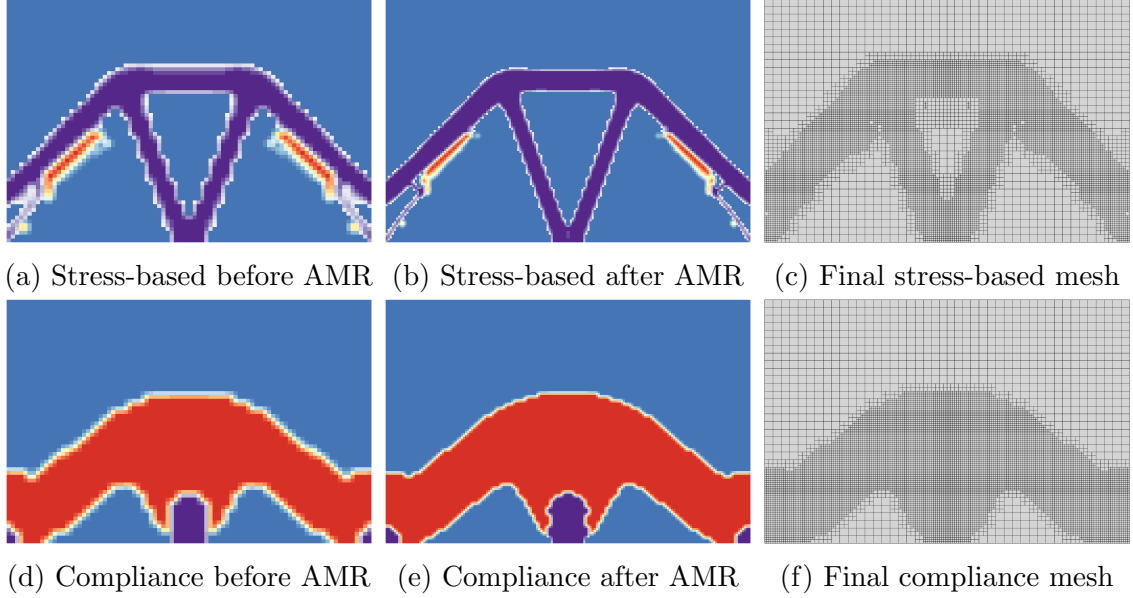 (a) Stress-based before AMR
(b) Stress-based after AMR
(c) Final stress-based mesh
(d) Compliance before AMR
(e) Compliance after AMR
(f) Final compliance mesh